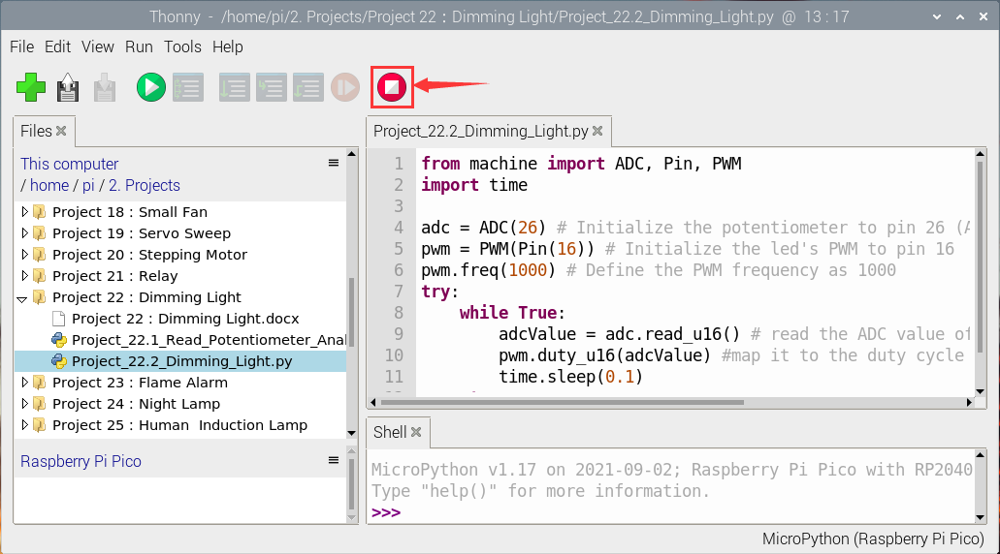 Thonny - /home/pi/2. Projects/Project 22 : Dimming Light/Project_22.2_Dimming_Light.py @ 13 : 17
File Edit View Run Tools Help
Files
This computer
/ home / pi / 2. Projects
Project 18 : Small Fan
Project 19 : Servo Sweep
Project 20 : Stepping Motor
Project 21 : Relay
Project 22 : Dimming Light
Project 22 : Dimming Light.docx
Project_22.1_Read_Potentiometer_Anal
Project_22.2_Dimming_Light.py
Project 23 : Flame Alarm
Project 24 : Night Lamp
Project 25 : Human  Induction Lamp
Raspberry Pi Pico
Project_22.2_Dimming_Light.py
1 from machine import ADC, Pin, PWM
2 import time
3
4 adc = ADC(26) # Initialize the potentiometer to pin 26 (A
5 pwm = PWM(Pin(16)) # Initialize the led's PWM to pin 16
6 pwm.freq(1000) # Define the PWM frequency as 1000
7 try:
8     while True:
9         adcValue = adc.read_u16() # read the ADC value of
10         pwm.duty_u16(adcValue) #map it to the duty cycle
11         time.sleep(0.1)
Shell
MicroPython v1.17 on 2021-09-02; Raspberry Pi Pico with RP2040
Type "help()" for more information.
>>>
MicroPython (Raspberry Pi Pico)